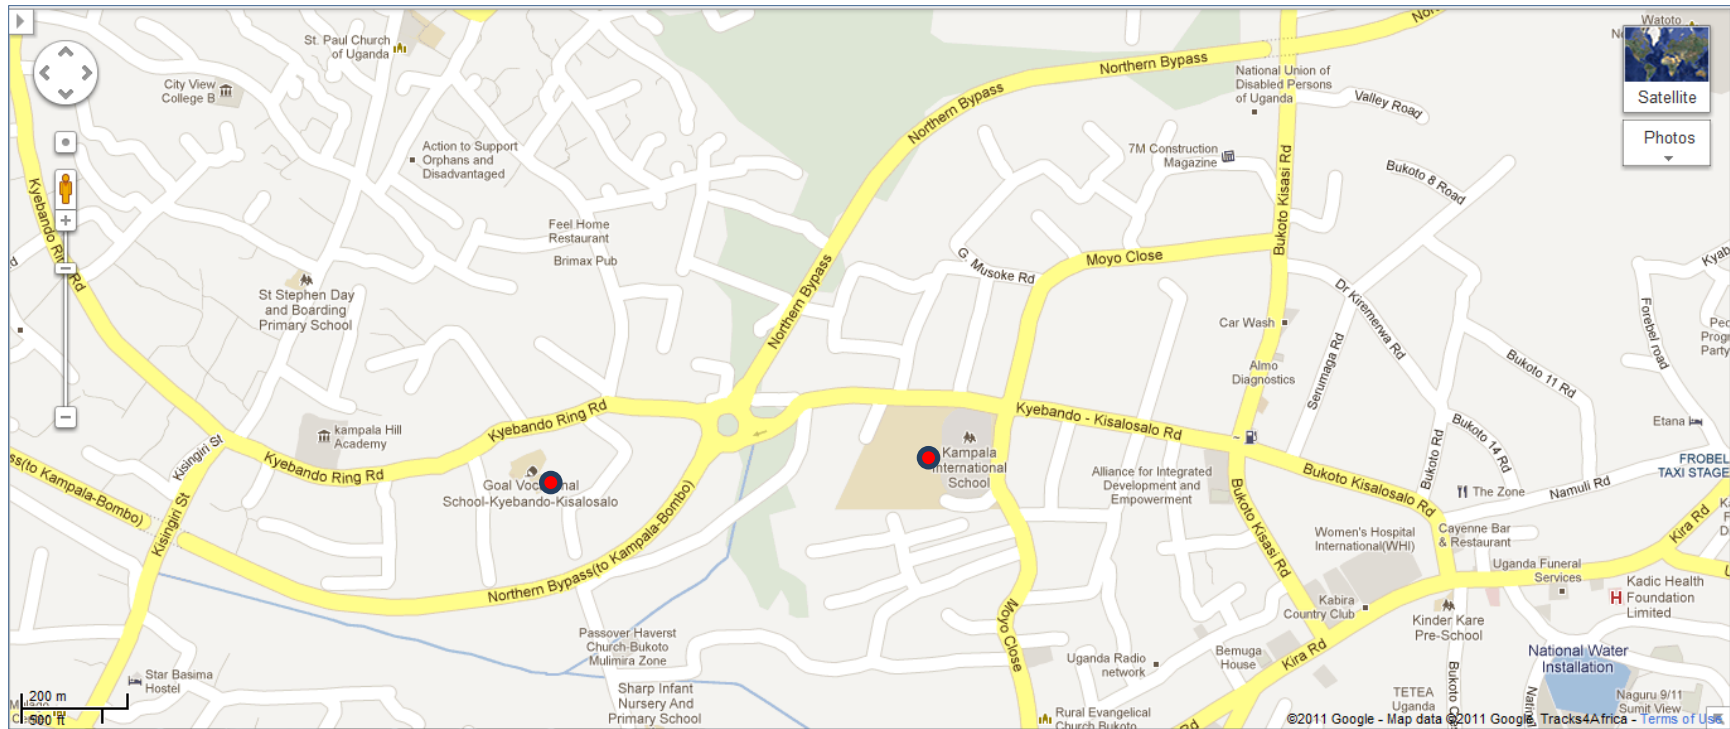 St. Paul Church
of Uganda
City View
College B
Action to Support
Orphans and
Disadvantaged
Feel Home
Restaurant
Brimax Pub
St Stephen Day
and Boarding
Primary School
kampala Hill
Academy
Kyebando Ring Rd
Kyebando Ring Rd
Kyebando Ring Rd
Kisingiri St
Kisingiri St
ss(to Kampala-Bombo)
Goal Vocational
School-Kyebando-Kisalosalo
Northern Bypass(to Kampala-Bombo)
Northern Bypass
Northern Bypass
Northern Bypass
National Union of
Disabled Persons
of Uganda
Valley Road
7M Construction
Magazine
Bukoto Kisasi Rd
Bukoto 8 Road
G. Musoke Rd
Moyo Close
Dr Kiremerwa Rd
Car Wash
Almo
Diagnostics
Serumaga Rd
Bukoto 11 Rd
Bukoto 14 Rd
Bukoto Rd
Forebel road
Etana
FROBEL
TAXI STAGE
Namuli Rd
The Zone
Kyebando - Kisalosalo Rd
Bukoto Kisalosalo Rd
Kampala
International
School
Alliance for Integrated
Development and
Empowerment
Bukoto Kisasi Rd
Women's Hospital
International(WHI)
Cayenne Bar
& Restaurant
Kira Rd
Uganda Funeral
Services
H
Kadic Health
Foundation
Limited
Kabira
Country Club
Kinder Kare
Pre-School
Kira Rd
Bemuga
House
Uganda Radio
network
Moyo Close
Passover Haverst
Church-Bukoto
Mulimira Zone
Sharp Infant
Nursery And
Primary School
Star Basima
Hostel
Rural Evangelical
Church Bukoto
TETEA
Uganda
National Water
Installation
Naguru 9/11
Summit View
Watoto
Satellite
Photos
200 m
500 ft
©2011 Google - Map data ©2011 Google, Tracks4Africa - Terms of Use